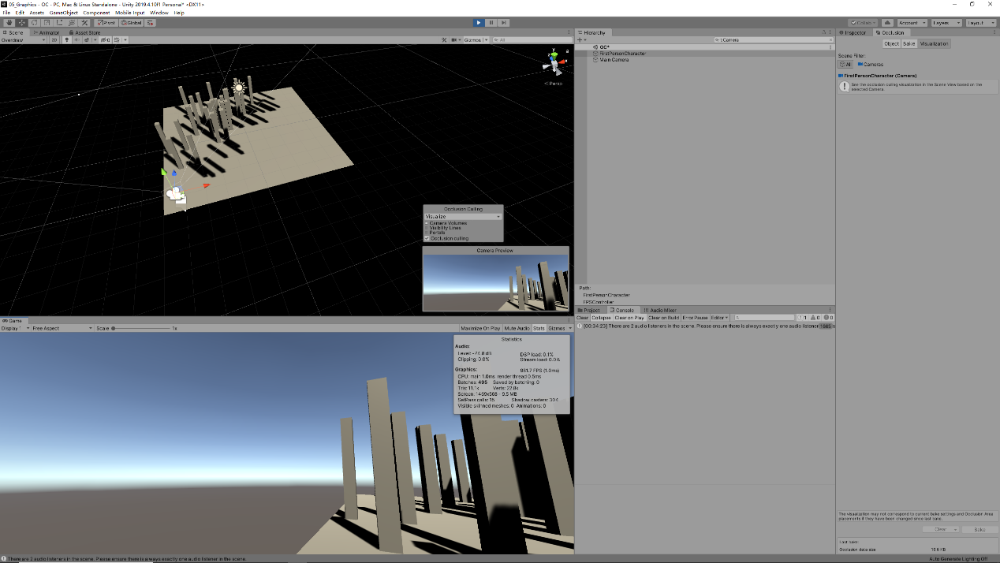 05_Graphics - OC - PC, Mac & Linux Standalone - Unity 2019.4.10f1 Personal* <DX11>
File Edit Assets GameObject Component Mobile Input Window Help
Pivot Global
Collab Account Layers Layout
Scene Animator Asset Store
Overdraw 2D 0 Gizmos All
y x
Persp
Occlusion Culling
Visualize
Camera Volumes
Visibility Lines
Portals
Occlusion culling
Camera Preview
Game
Display 1 Free Aspect Scale 1x Maximize On Play Mute Audio Stats Gizmos
Statistics
Audio:
Level: -74.8 dB DSP load: 0.1%
Clipping: 0.0% Stream load: 0.0%
Graphics: 981.7 FPS (1.0ms)
CPU: main 1.0ms render thread 0.5ms
Batches: 495 Saved by batching: 0
Tris: 11.1k Verts: 22.8k
Screen: 1469x568 - 9.5 MB
SetPass calls: 15 Shadow casters: 304
Visible skinned meshes: 0 Animations: 0
Hierarchy
t:Camera
OC*
FirstPersonCharacter
Main Camera
Path:
FirstPersonCharacter
FPSController
Project Console Audio Mixer
Clear Collapse Clear on Play Clear on Build Error Pause Editor 1 0 0
[00:34:23] There are 2 audio listeners in the scene. Please ensure there is always exactly one audio listener
Inspector Occlusion
Object Bake Visualization
Scene Filter:
All Cameras
FirstPersonCharacter (Camera)
See the occlusion culling visualization in the Scene View based on the
selected Camera.
The visualization may not correspond to current bake settings and Occlusion Area
placements if they have been changed since last bake.
Clear Bake
Last bake:
Occlusion data size 19.6 KB
There are 2 audio listeners in the scene. Please ensure there is always exactly one audio listener in the scene.
Auto Generate Lighting Off